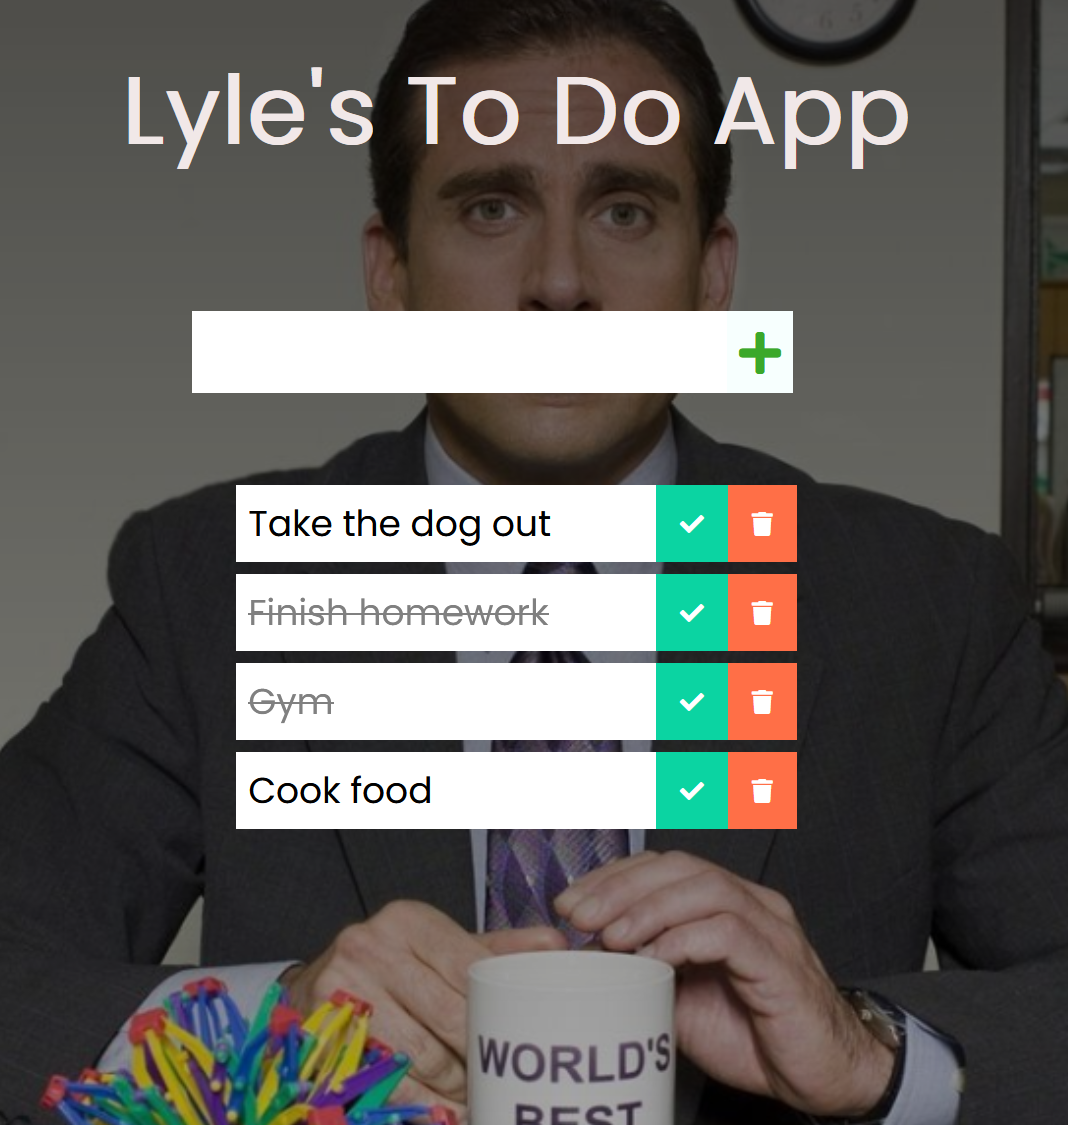 Lyle's To Do App
Take the dog out
Finish homework
Gym
Cook food
WORLD'S
BEST